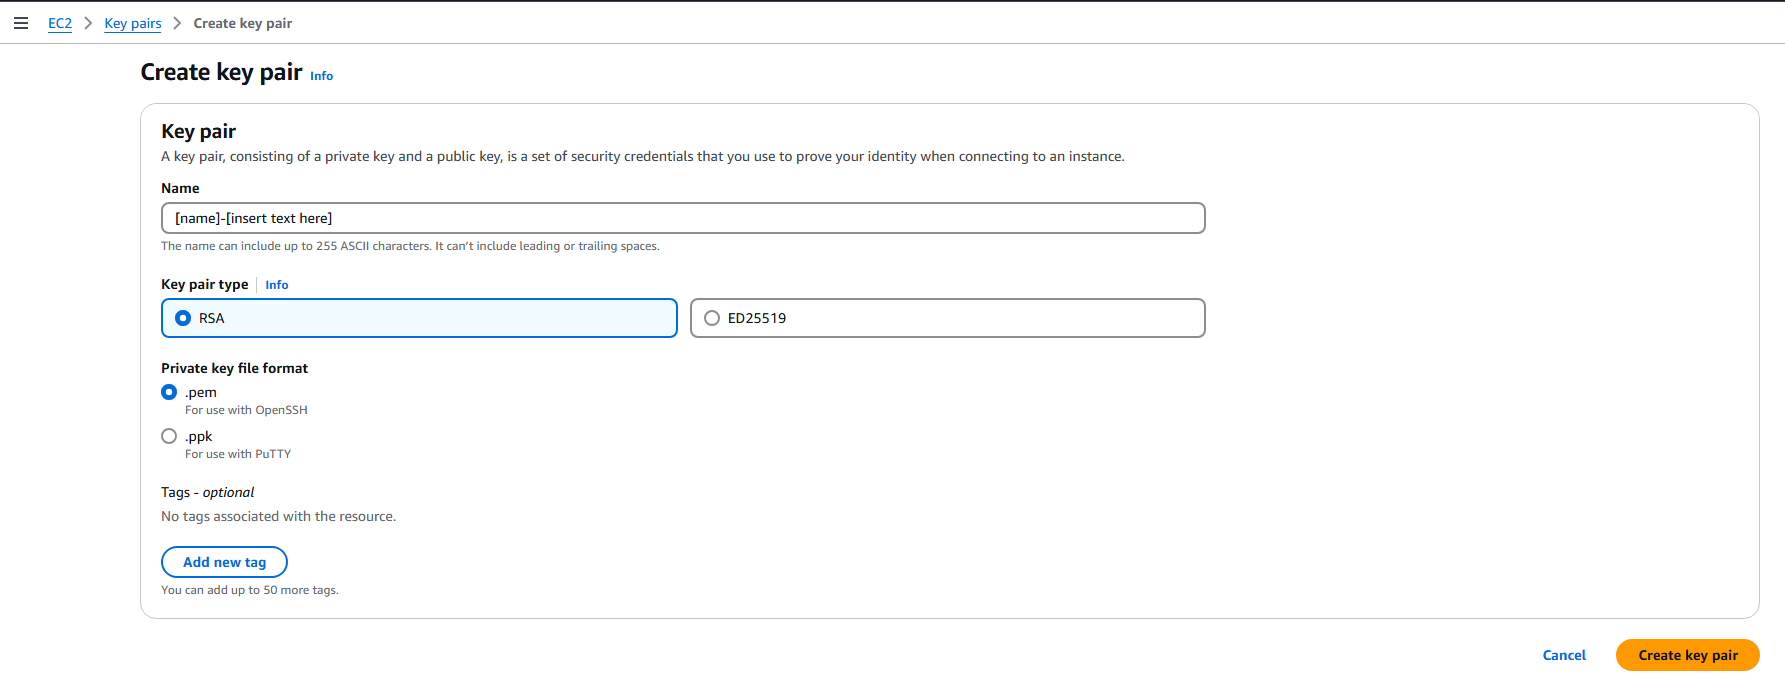 EC2 > Key pairs > Create key pair
Create key pair Info
Key pair
A key pair, consisting of a private key and a public key, is a set of security credentials that you use to prove your identity when connecting to an instance.
Name
[name]-[insert text here]
The name can include up to 255 ASCII characters. It can’t include leading or trailing spaces.
Key pair type Info
RSA ED25519
Private key file format
.pem
For use with OpenSSH
.ppk
For use with PuTTY
Tags - optional
No tags associated with the resource.
Add new tag
You can add up to 50 more tags.
Cancel Create key pair